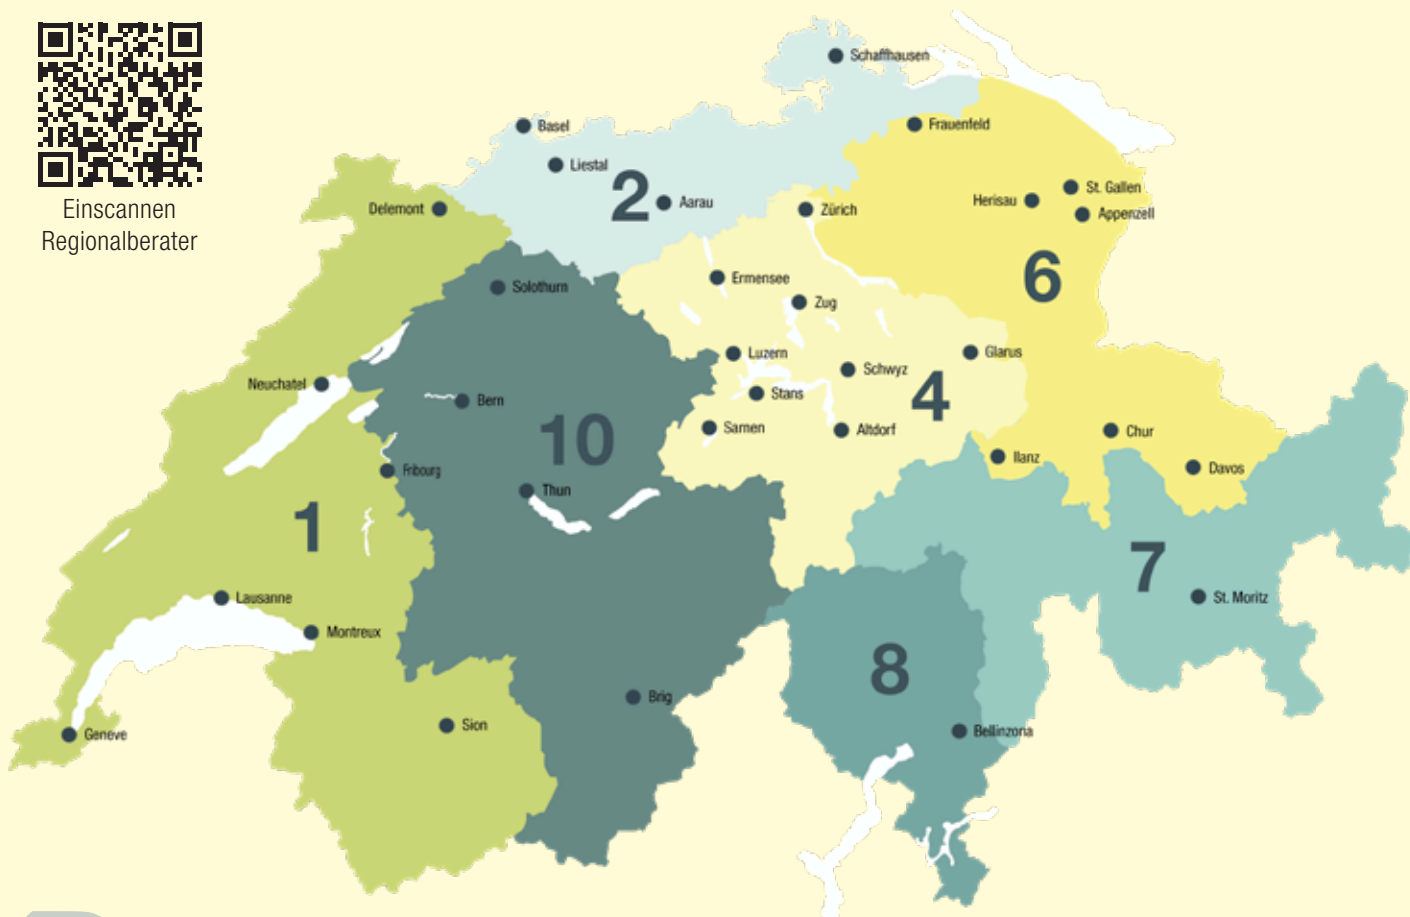 Einscannen
Regionalberater
Schaffhausen
Basel
Frauenfeld
Liestal
2
Aarau
St. Gallen
Herisau
Appenzell
Delemont
Zürich
6
Ermensee
Solothurn
Zug
Luzern
Glarus
Schwyz
Neuchatel
Stans
4
Bern
Sarnen
Altdorf
Chur
10
Ilanz
Davos
Fribourg
Thun
1
7
Lausanne
St. Moritz
Montreux
8
Brig
Sion
Bellinzona
Geneve